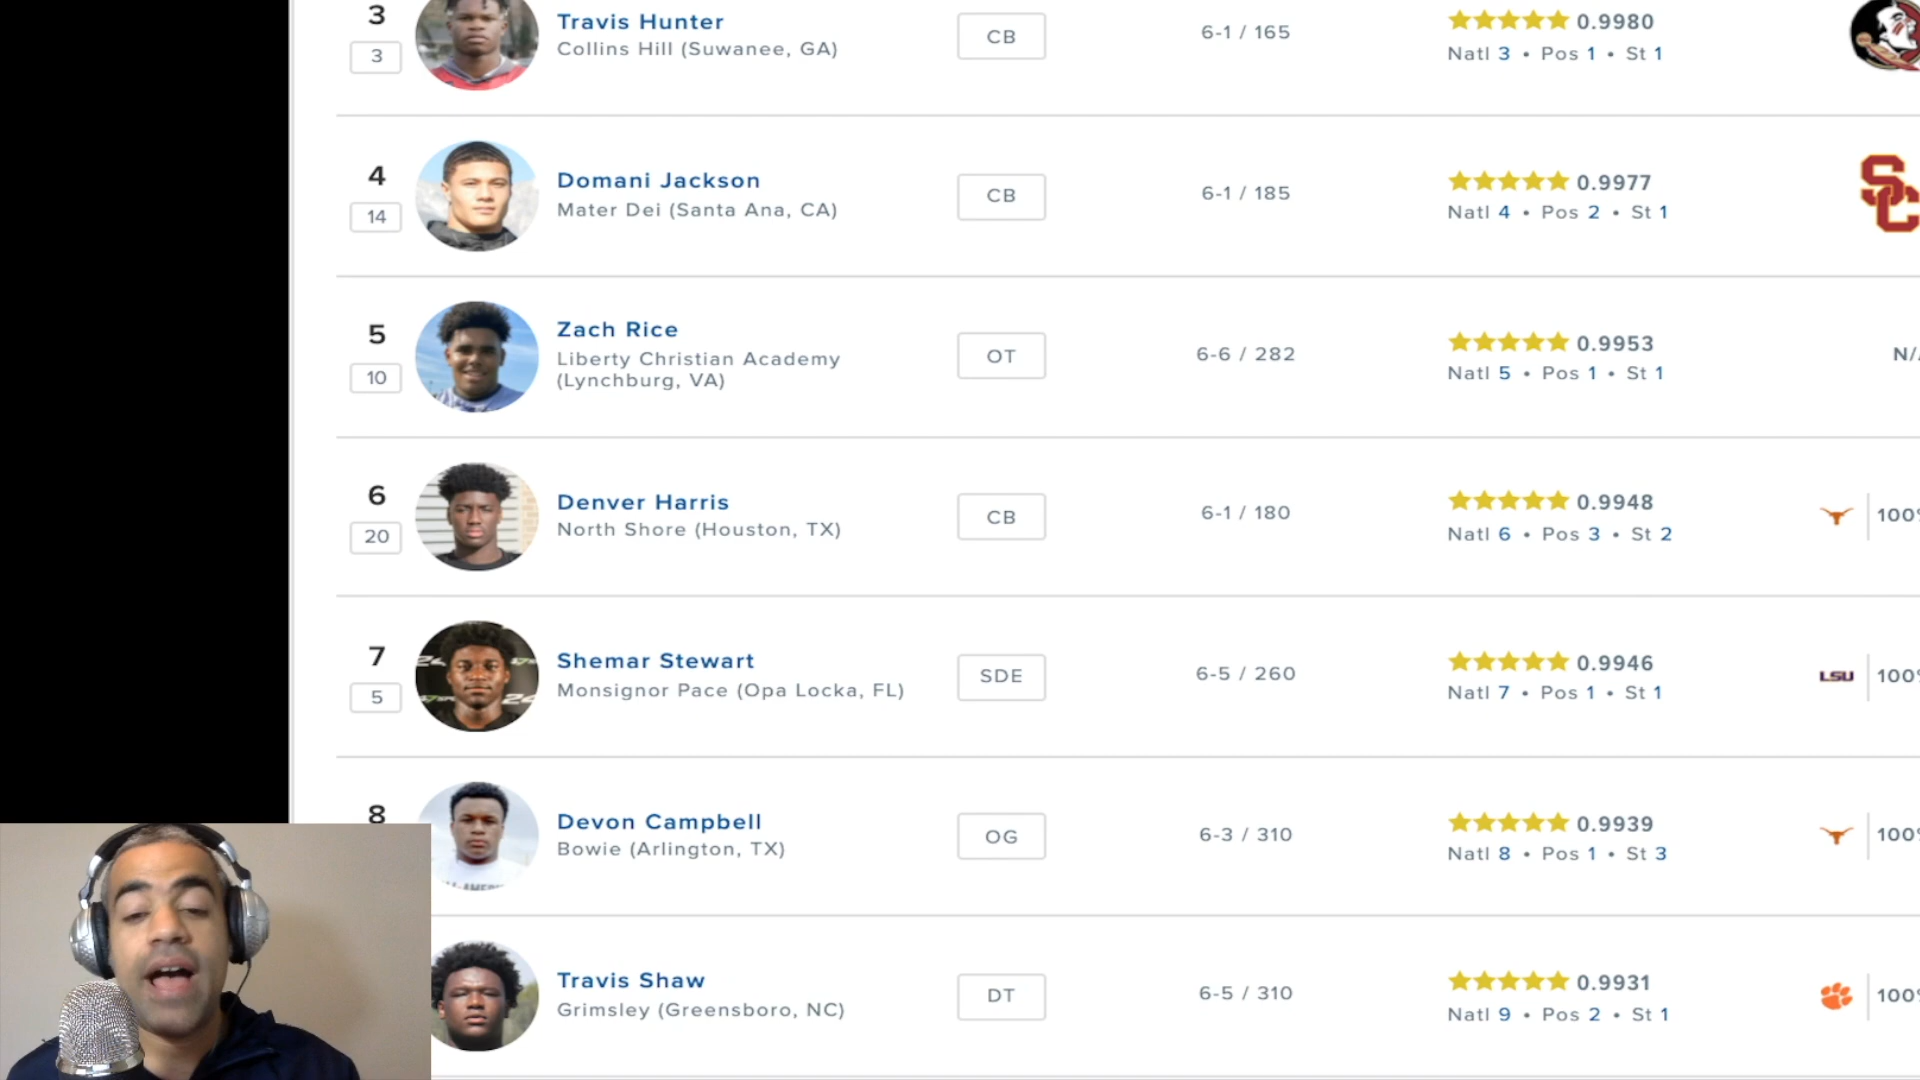 3
3
Travis Hunter
Collins Hill (Suwanee, GA)
CB
6-1 / 165
0.9980
Natl 3 • Pos 1 • St 1
4
14
Domani Jackson
Mater Dei (Santa Ana, CA)
CB
6-1 / 185
0.9977
Natl 4 • Pos 2 • St 1
SC
5
10
Zach Rice
Liberty Christian Academy
(Lynchburg, VA)
OT
6-6 / 282
0.9953
Natl 5 • Pos 1 • St 1
N/
6
20
Denver Harris
North Shore (Houston, TX)
CB
6-1 / 180
0.9948
Natl 6 • Pos 3 • St 2
100
7
5
Shemar Stewart
Monsignor Pace (Opa Locka, FL)
SDE
6-5 / 260
0.9946
Natl 7 • Pos 1 • St 1
LSU
100
8
Devon Campbell
Bowie (Arlington, TX)
OG
6-3 / 310
0.9939
Natl 8 • Pos 1 • St 3
100
Travis Shaw
Grimsley (Greensboro, NC)
DT
6-5 / 310
0.9931
Natl 9 • Pos 2 • St 1
100